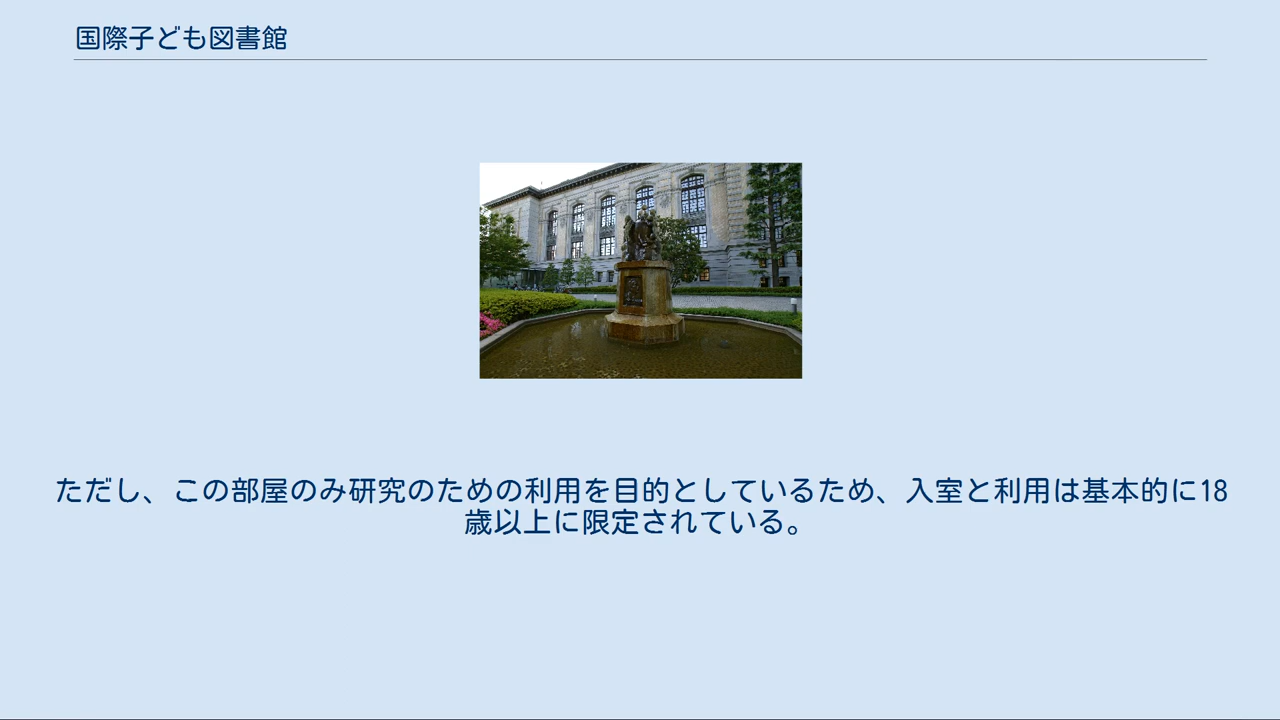 国際子ども図書館
ただし、この部屋のみ研究のための利用を目的としているため、入室と利用は基本的に18
歳以上に限定されている。